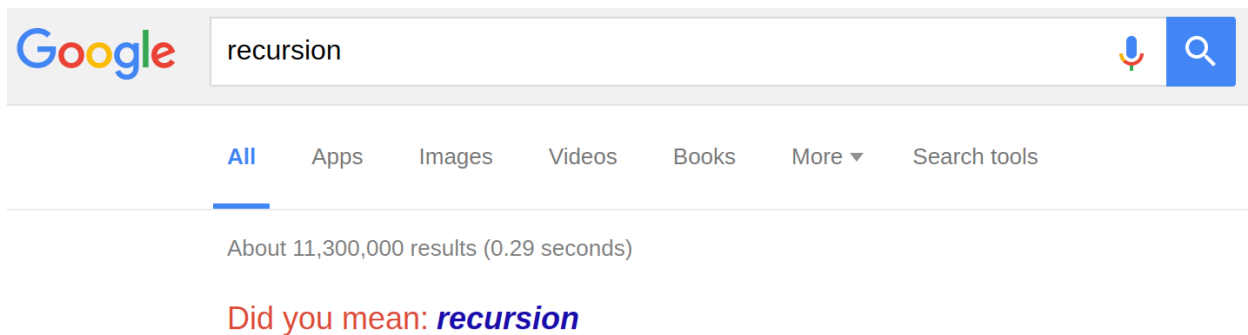 Google recursion
All Apps Images Videos Books More Search tools
About 11,300,000 results (0.29 seconds)
Did you mean: recursion